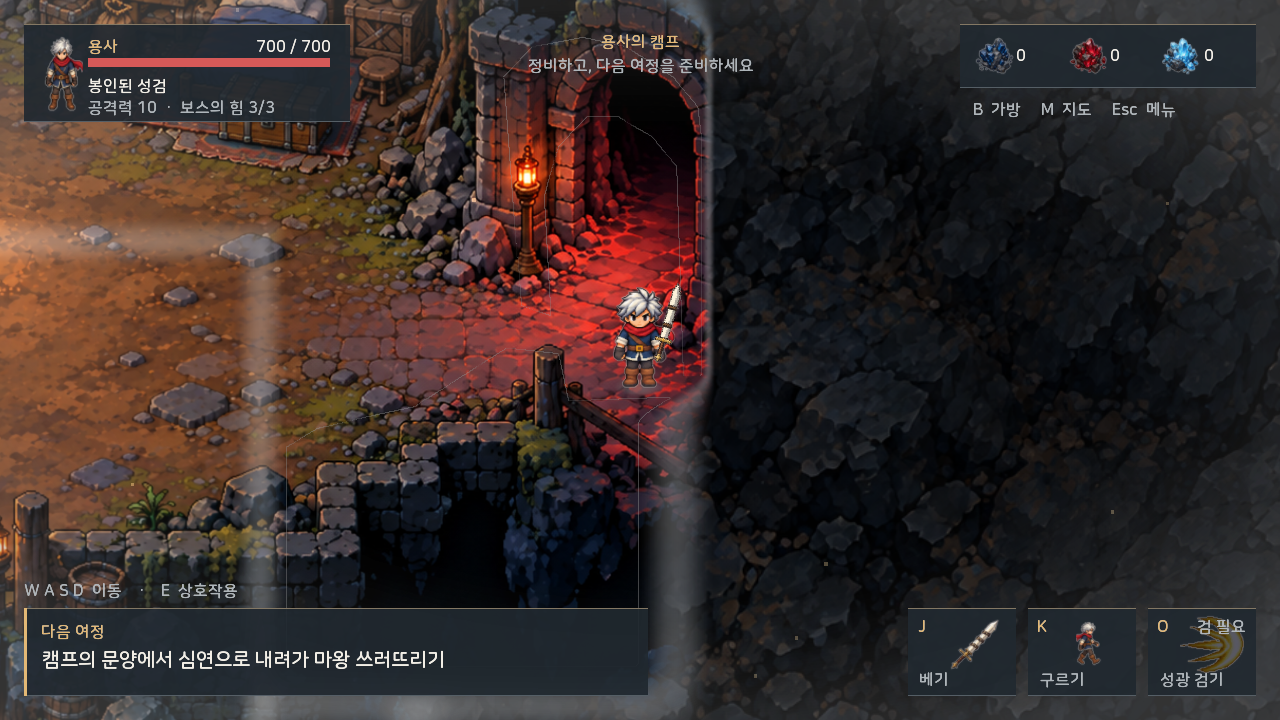 용사 700 / 700
봉인된 성검
공격력 10 · 보스의 힘 3/3
용사의 캠프
정비하고, 다음 여정을 준비하세요
0 0 0
B 가방 M 지도 Esc 메뉴
W A S D 이동 · E 상호작용
다음 여정
캠프의 문양에서 심연으로 내려가 마왕 쓰러뜨리기
J
베기
K
구르기
O 검 필요
성광 검기